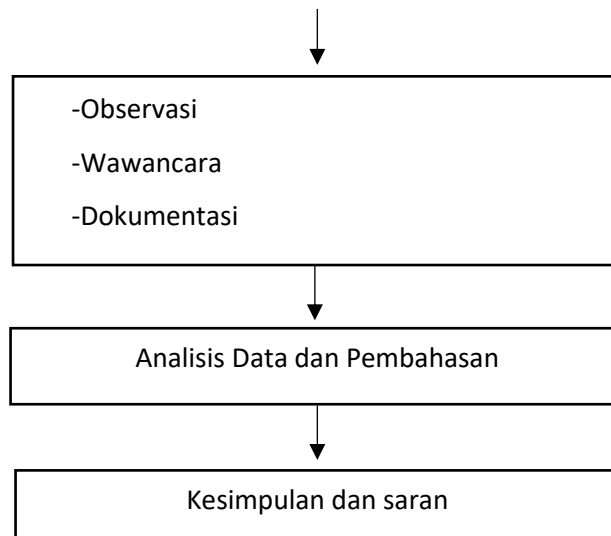 -Observasi
-Wawancara
-Dokumentasi
Analisis Data dan Pembahasan
Kesimpulan dan saran